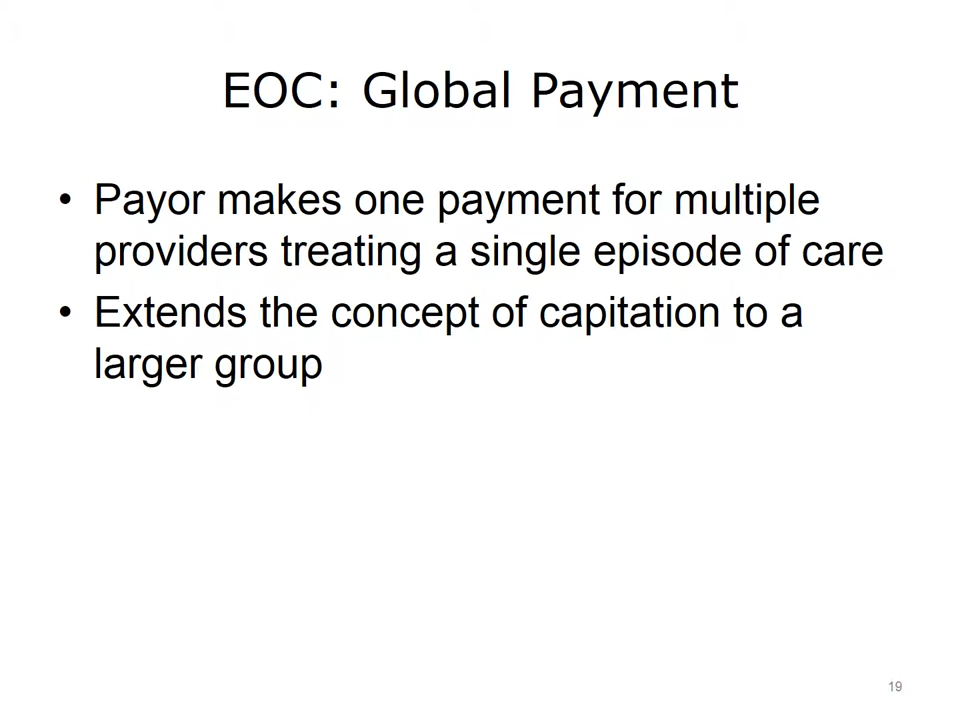 EOC: Global Payment
• Payor makes one payment for multiple
providers treating a single episode of care
• Extends the concept of capitation to a
larger group
19